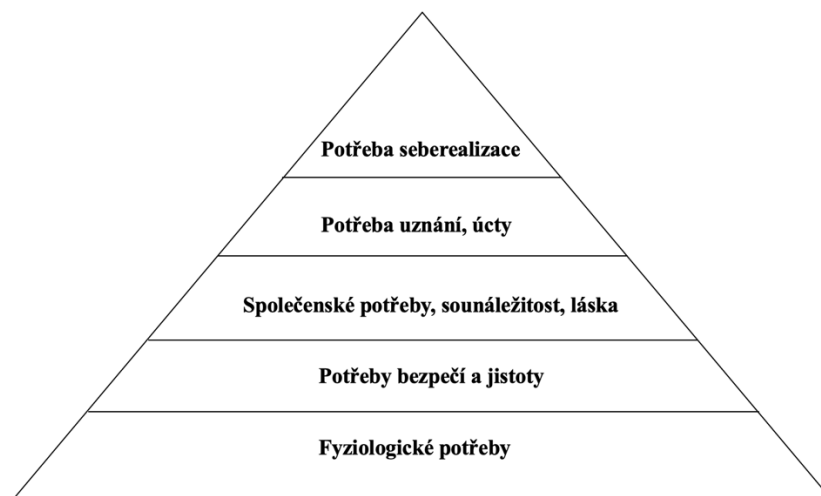 Potřeba seberealizace
Potřeba uznání, úcty
Společenské potřeby, sounáležitost, láska
Potřeby bezpečí a jistoty
Fyziologické potřeby